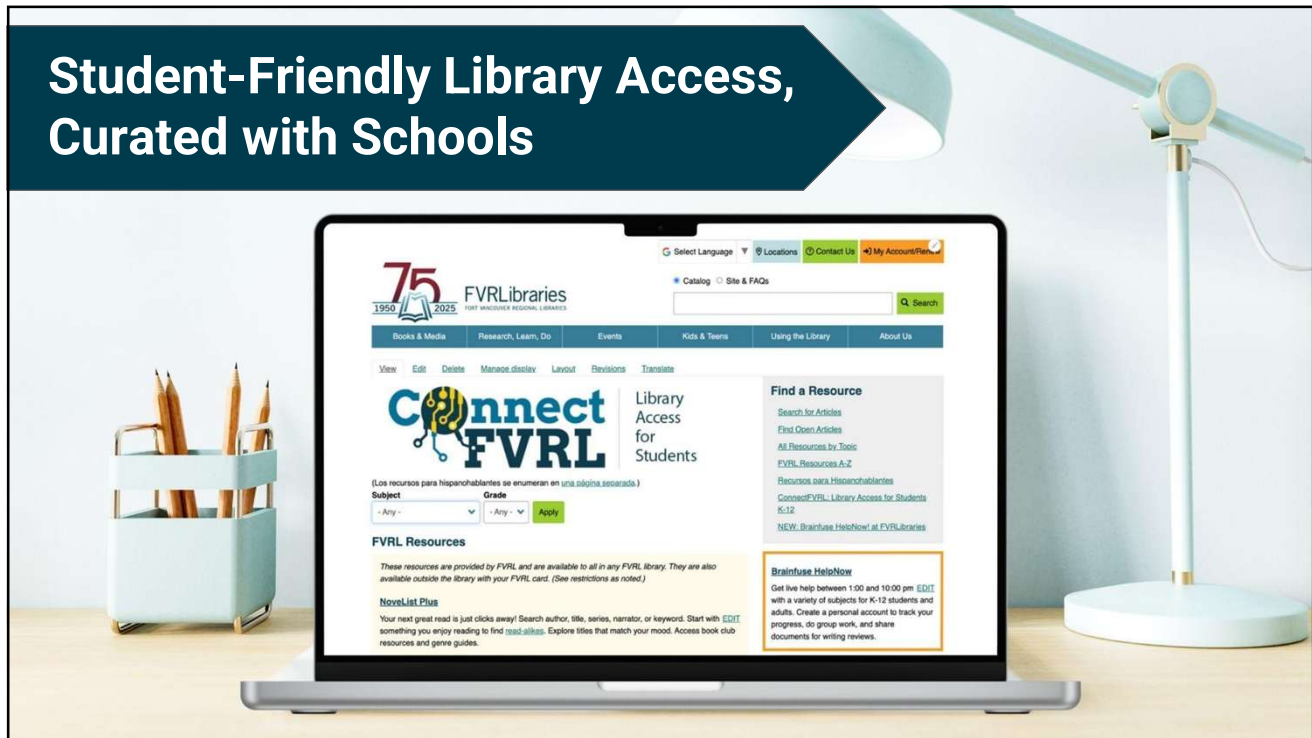 Student-Friendly Library Access,
Curated with Schools
G Select Language ▼
Locations
Contact Us
My Account/Renew
75
1950 2025
FVRLibraries
FORT VANCOUVER REGIONAL LIBRARIES
Catalog Site & FAQs
Search
Books & Media Research, Learn, Do Events Kids & Teens Using the Library About Us
View Edit Delete Manage display Layout Revisions Translate
Connect
FVRL
Library
Access
for
Students
(Los recursos para hispanohablantes se enumeran en una página separada.)
Subject Grade
- Any - - Any - Apply
FVRL Resources
These resources are provided by FVRL and are available to all in any FVRL library. They are also
available outside the library with your FVRL card. (See restrictions as noted.)
NoveList Plus
Your next great read is just clicks away! Search author, title, series, narrator, or keyword. Start with EDIT
something you enjoy reading to find read-alikes. Explore titles that match your mood. Access book club
resources and genre guides.
Find a Resource
Search for Articles
Find Open Articles
All Resources by Topic
FVRL Resources A-Z
Recursos para Hispanohablantes
ConnectFVRL: Library Access for Students
K-12
NEW: Brainfuse HelpNow! at FVRLibraries
Brainfuse HelpNow
Get live help between 1:00 and 10:00 pm EDIT
with a variety of subjects for K-12 students and
adults. Create a personal account to track your
progress, do group work, and share
documents for writing reviews.